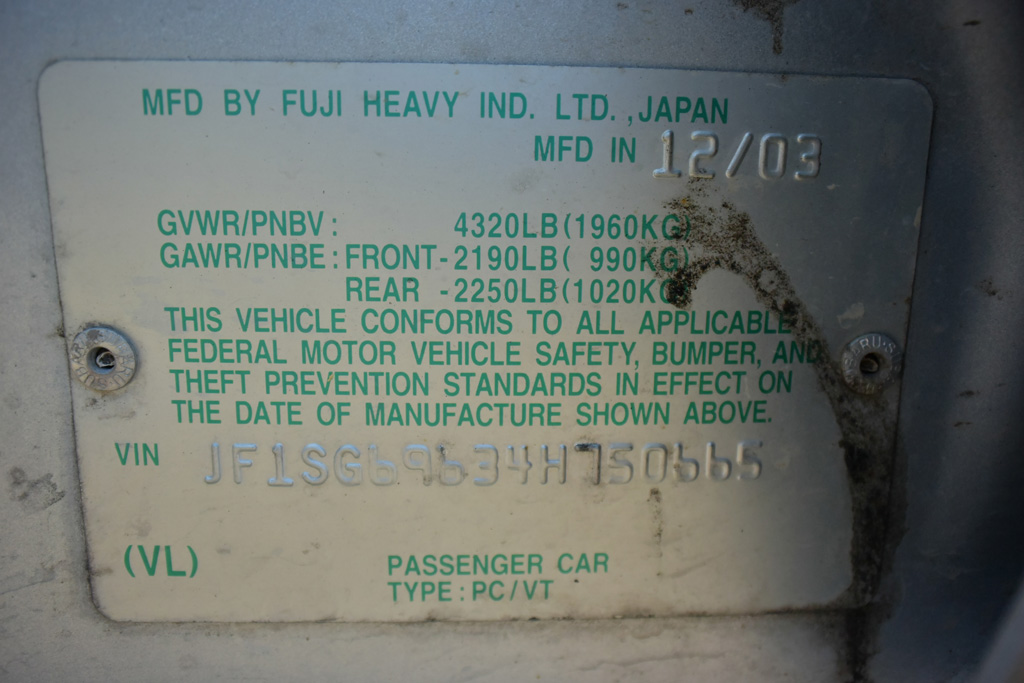 MFD BY FUJI HEAVY IND. LTD., JAPAN
MFD IN 12/03
GVWR/PNBV: 4320LB(1960KG)
GAWR/PNBE: FRONT-2190LB( 990KG)
REAR -2250LB(1020KG)
THIS VEHICLE CONFORMS TO ALL APPLICABLE
FEDERAL MOTOR VEHICLE SAFETY, BUMPER, AND
THEFT PREVENTION STANDARDS IN EFFECT ON
THE DATE OF MANUFACTURE SHOWN ABOVE.
VIN JF1SG69634H750665
(VL)
PASSENGER CAR
TYPE: PC/VT